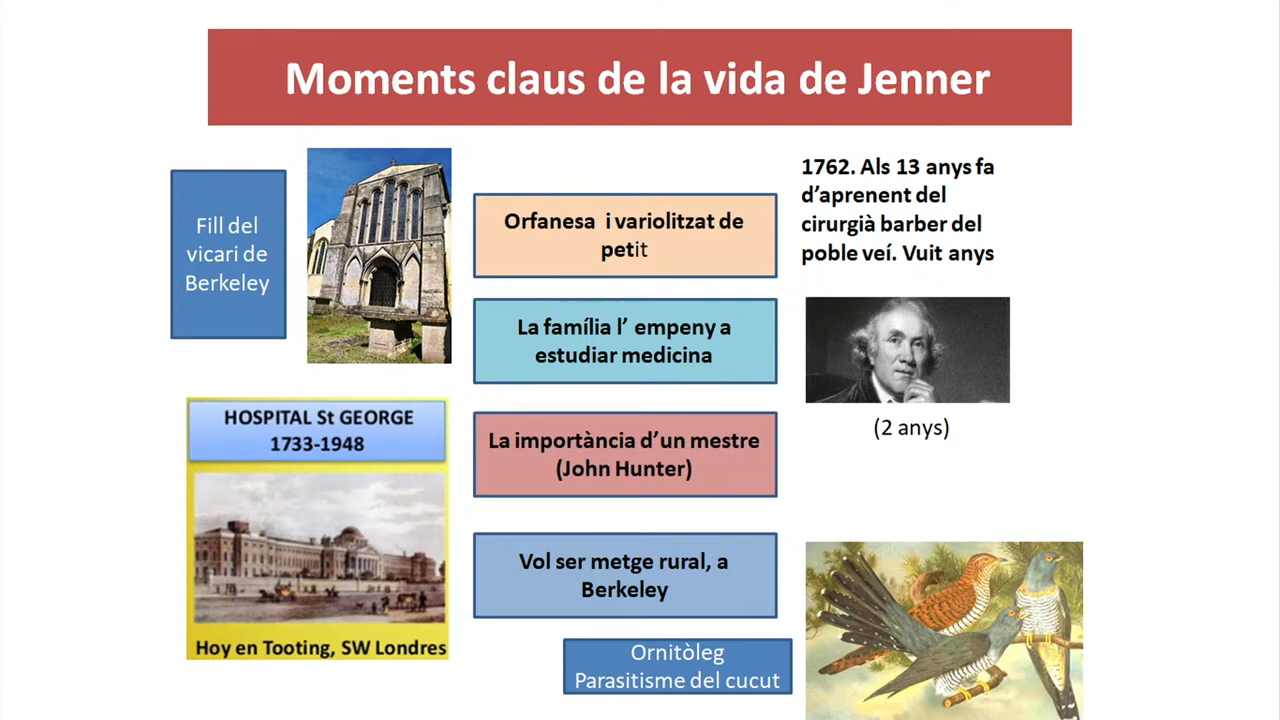 Moments claus de la vida de Jenner
Fill del
vicari de
Berkeley
Orfanesa i variolitzat de
petit
1762. Als 13 anys fa
d’aprenent del
cirurgià barber del
poble veí. Vuit anys
La família l’ empeny a
estudiar medicina
(2 anys)
HOSPITAL St GEORGE
1733-1948
La importància d’un mestre
(John Hunter)
Vol ser metge rural, a
Berkeley
Hoy en Tooting, SW Londres
Ornitòleg
Parasitisme del cucut